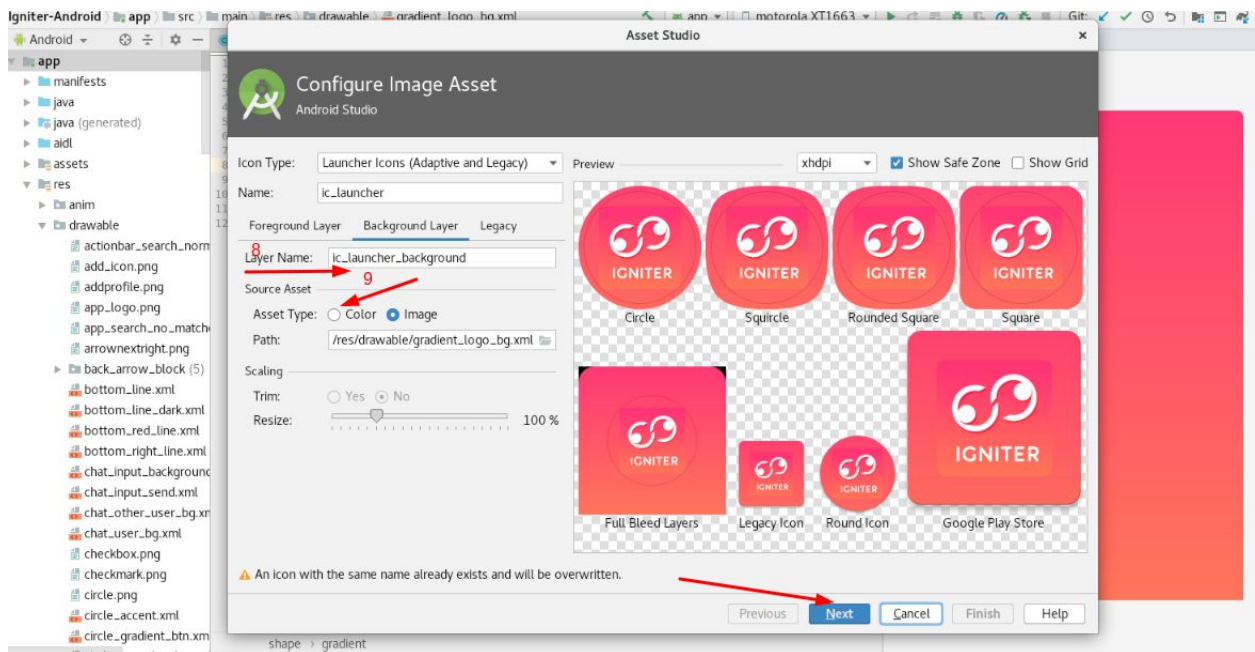 Igniter-Android app src main res drawable gradient_logo_bg.xml app motorola XT1663 Git:
Android
Asset Studio
app
manifests
java
java (generated)
aidl
assets
res
anim
drawable
actionbar_search_norm
add_icon.png
addprofile.png
app_logo.png
app_search_no_match
arrownextright.png
back_arrow_block (5)
bottom_line.xml
bottom_line_dark.xml
bottom_red_line.xml
bottom_right_line.xml
chat_input_background
chat_input_send.xml
chat_other_user_bg.xm
chat_user_bg.xml
checkbox.png
checkmark.png
circle.png
circle_accent.xml
circle_gradient_btn.xm
Configure Image Asset
Android Studio
Icon Type: Launcher Icons (Adaptive and Legacy)
Name: ic_launcher
Foreground Layer Background Layer Legacy
8
Layer Name: ic_launcher_background
9
Source Asset
Asset Type: Color Image
Path: /res/drawable/gradient_logo_bg.xml
Scaling
Trim: Yes No
Resize: 100 %
Preview xhdpi Show Safe Zone Show Grid
IGNITER IGNITER IGNITER IGNITER
Circle Squircle Rounded Square Square
IGNITER IGNITER IGNITER IGNITER
Full Bleed Layers Legacy Icon Round Icon Google Play Store
An icon with the same name already exists and will be overwritten.
Previous Next Cancel Finish Help
shape › gradient